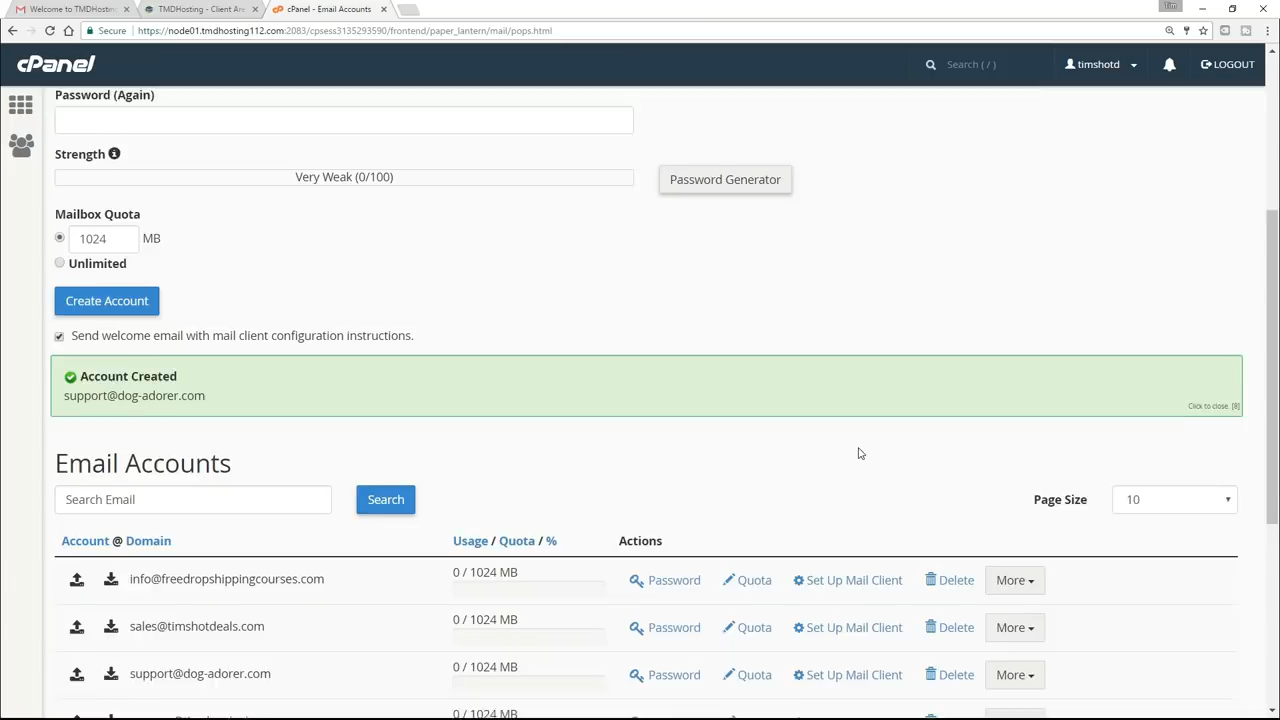 Welcome to TMDHostin
TMDHosting - Client Are
cPanel - Email Accounts
Tim
Secure https://node01.tmdhosting112.com:2083/cpsess3135293590/frontend/paper_lantern/mail/pops.html
cPanel
Search ( / )
timshotd
LOGOUT
Password (Again)
Strength
Very Weak (0/100)
Password Generator
Mailbox Quota
1024 MB
Unlimited
Create Account
Send welcome email with mail client configuration instructions.
Account Created
support@dog-adorer.com
Click to close. [8]
Email Accounts
Search Email
Search
Page Size
10
Account @ Domain
Usage / Quota / %
Actions
info@freedropshippingcourses.com
0 / 1024 MB
Password Quota Set Up Mail Client Delete More
sales@timshotdeals.com
0 / 1024 MB
Password Quota Set Up Mail Client Delete More
support@dog-adorer.com
0 / 1024 MB
Password Quota Set Up Mail Client Delete More
0 / 1024 MB